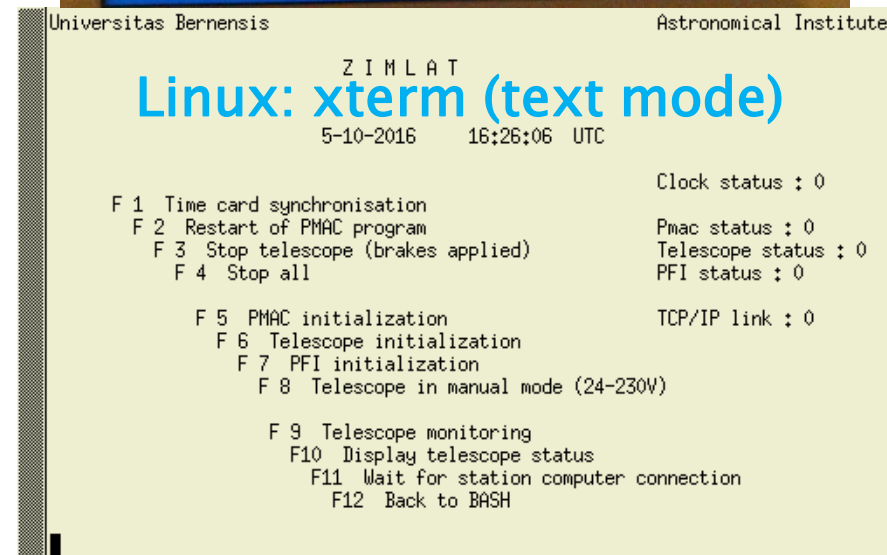 Universitas Bernensis Astronomical Institute
Z I M L A T
Linux: xterm (text mode)
5-10-2016 16:26:06 UTC
Clock status : 0
F 1 Time card synchronisation
F 2 Restart of PMAC program Pmac status : 0
F 3 Stop telescope (brakes applied) Telescope status : 0
F 4 Stop all PFI status : 0
F 5 PMAC initialization TCP/IP link : 0
F 6 Telescope initialization
F 7 PFI initialization
F 8 Telescope in manual mode (24-230V)
F 9 Telescope monitoring
F10 Display telescope status
F11 Wait for station computer connection
F12 Back to BASH